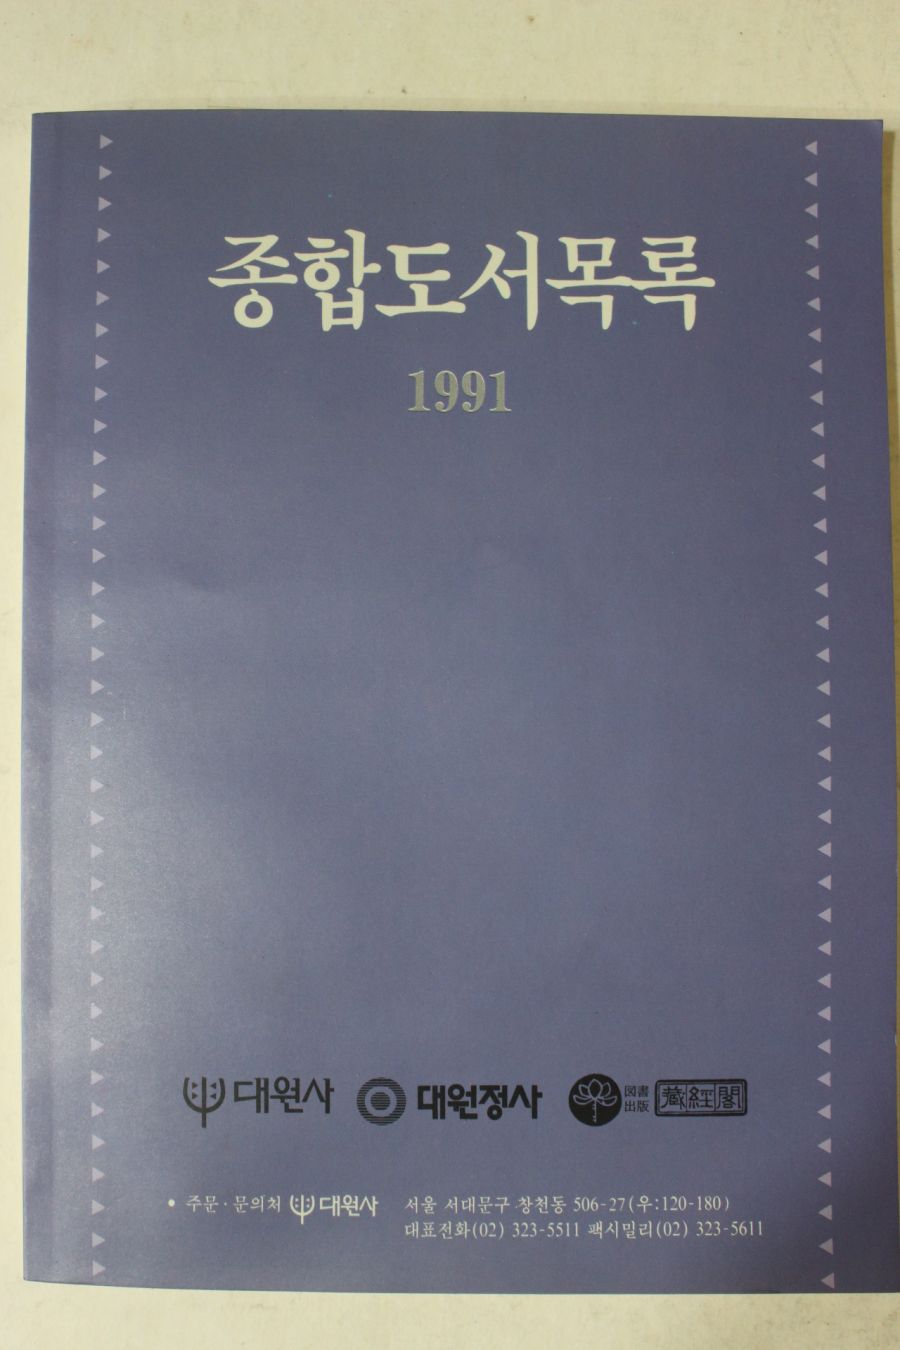 종합도서목록
1991
대원사 대원정사 図書出版 藏經閣
• 주문·문의처 대원사 서울 서대문구 창천동 506-27(우:120-180)
대표전화(02) 323-5511 팩시밀리(02) 323-5611